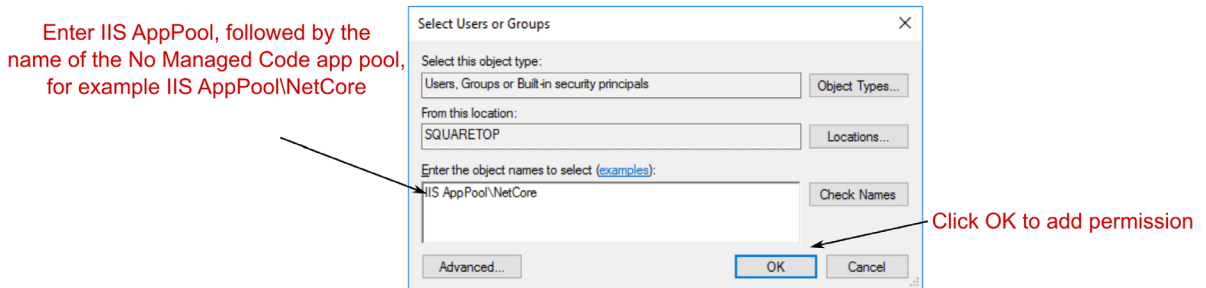 Enter IIS AppPool, followed by the
name of the No Managed Code app pool,
for example IIS AppPool\NetCore
Select Users or Groups
Select this object type:
Users, Groups or Built-in security principals
Object Types...
From this location:
SQUARETOP
Locations...
Enter the object names to select (examples):
IIS AppPool\NetCore
Check Names
Click OK to add permission
Advanced...
OK
Cancel